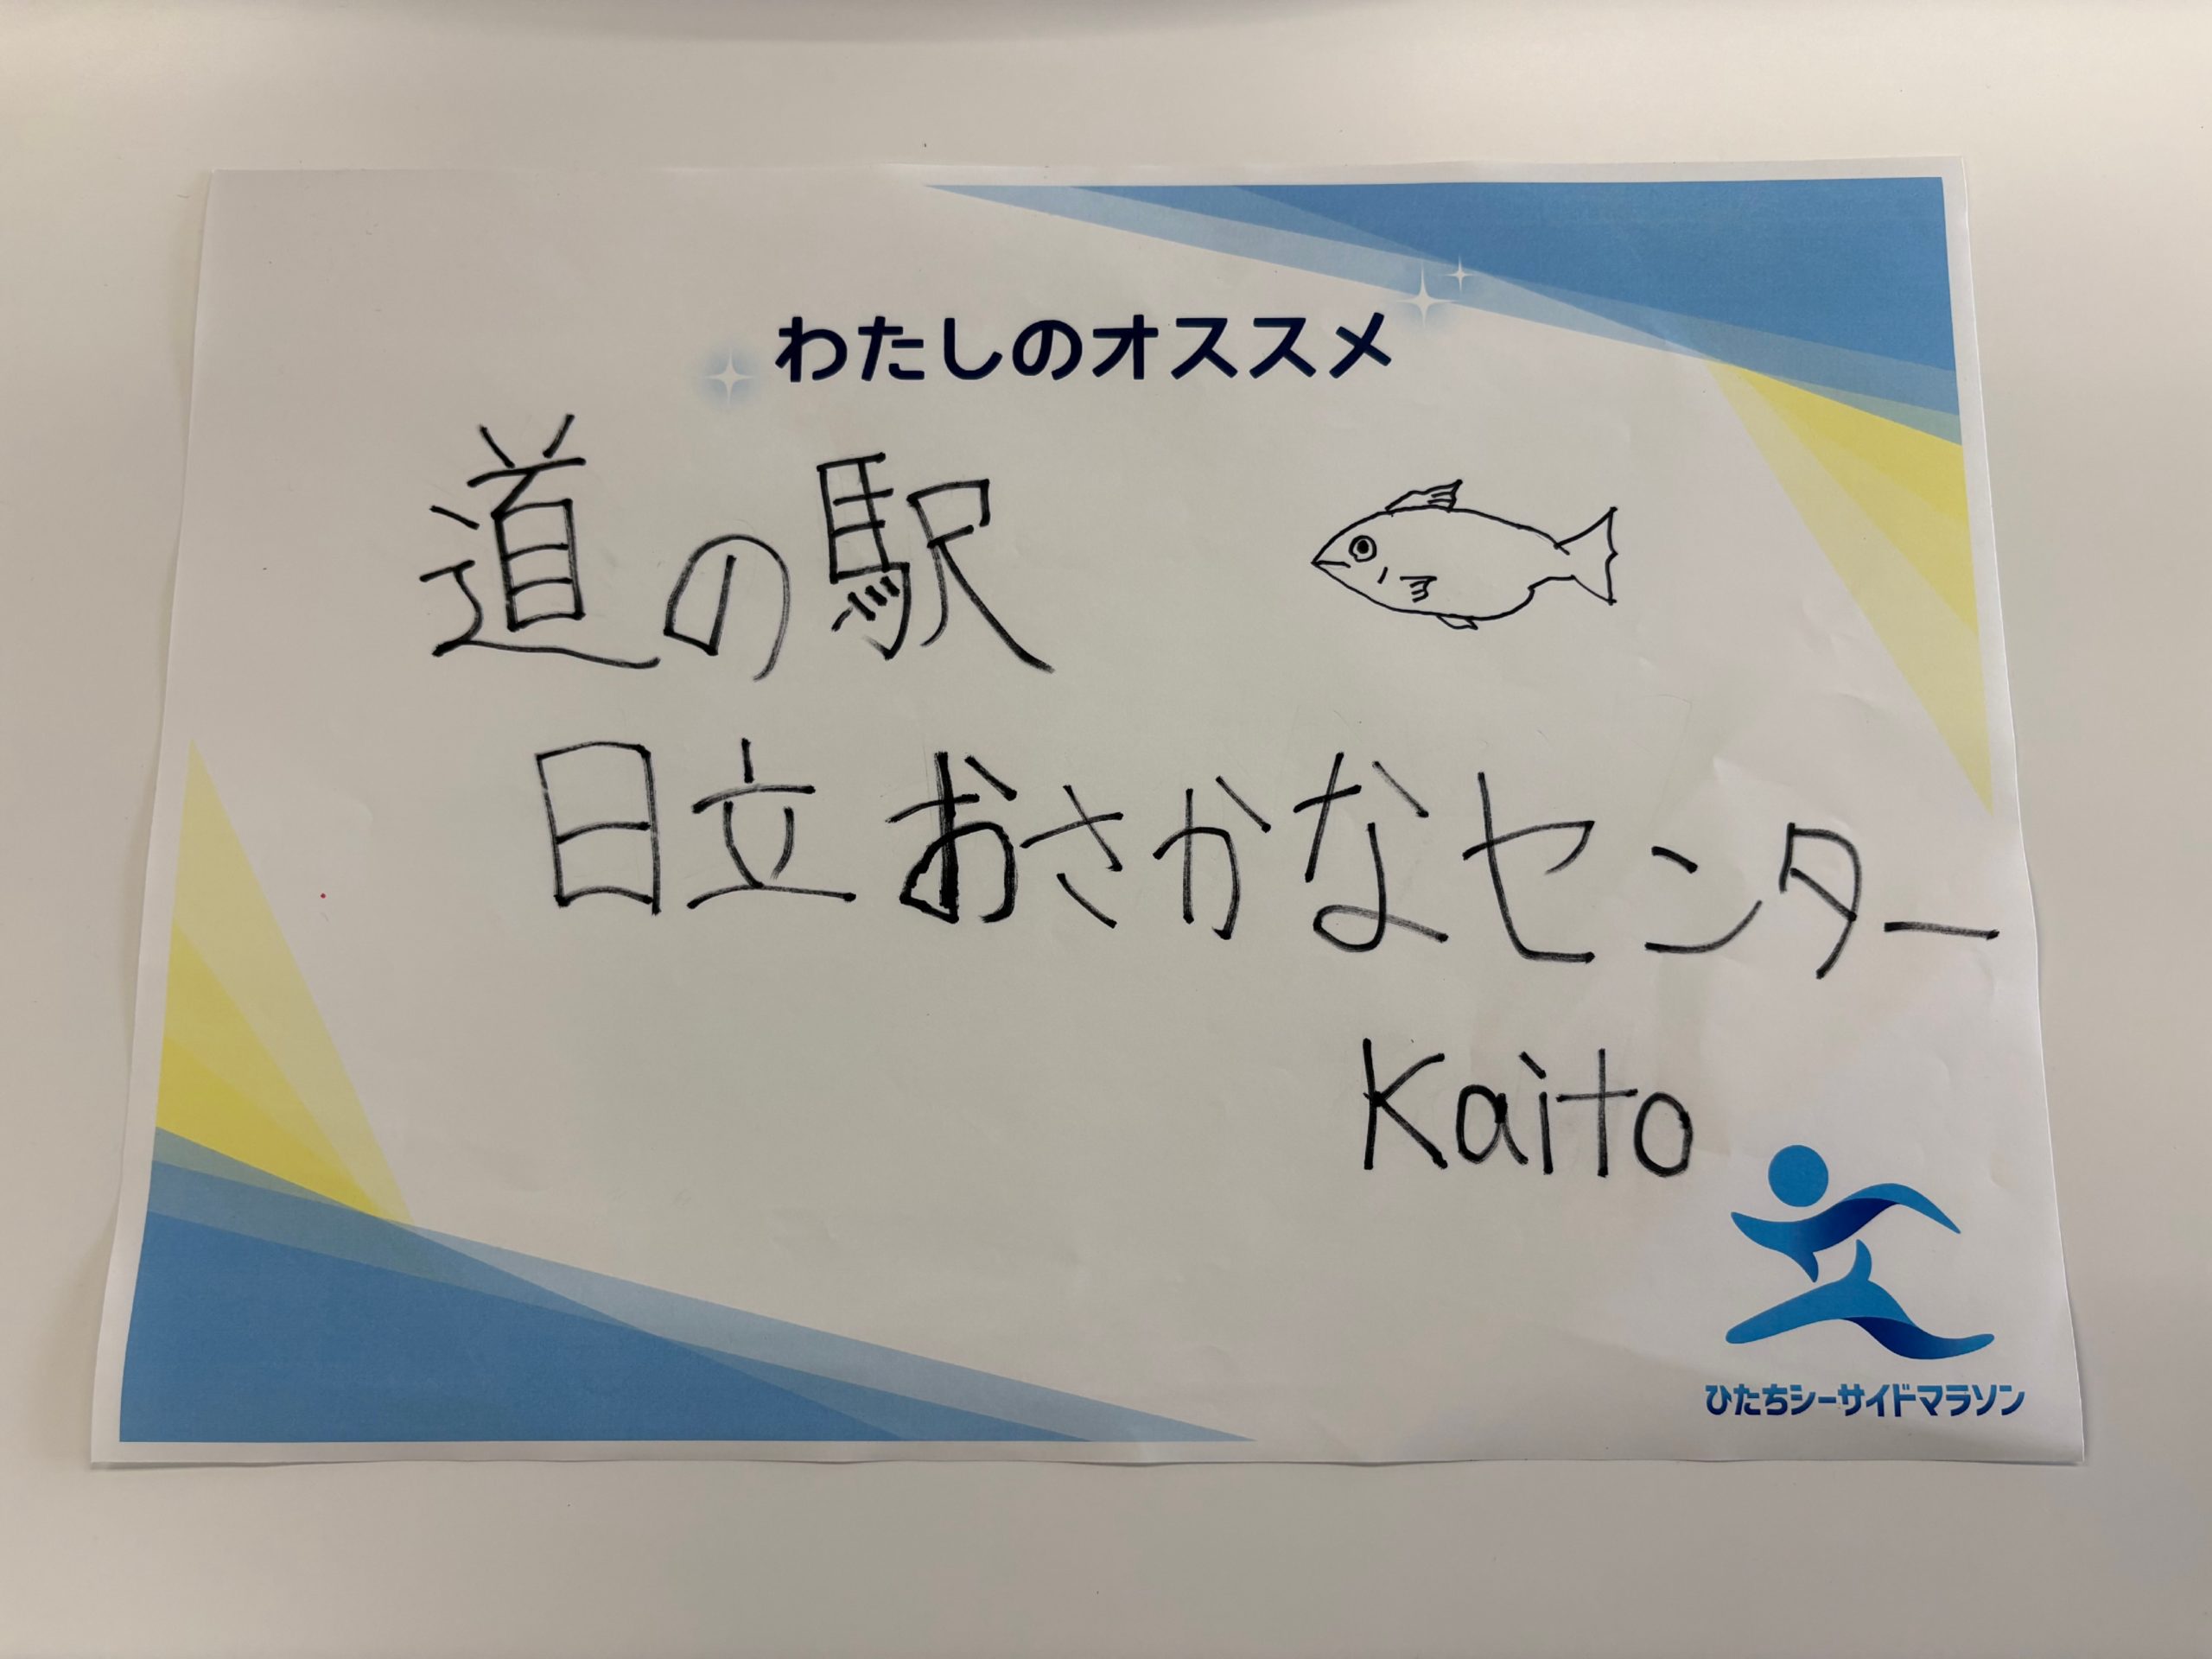 わたしのオススメ
道の駅
日立おさかなセンター
Kaito
ひたちシーサイドマラソン